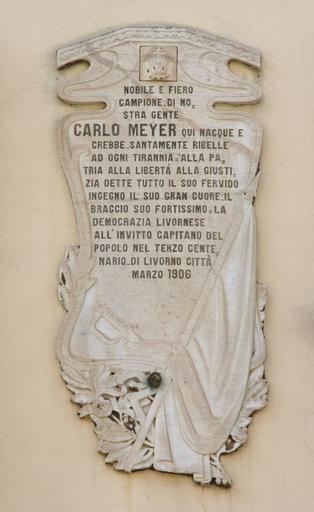 NOBILE E FIERO
CAMPIONE DI NO=
STRA GENTE
CARLO MEYER QUI NACQUE E
CREBBE. SANTAMENTE RIBELLE
AD OGNI TIRANNIA. ALLA PA=
TRIA ALLA LIBERTÀ ALLA GIUSTI=
ZIA DETTE TUTTO IL SUO FERVIDO
INGEGNO IL SUO GRAN CUORE. IL
BRACCIO SUO FORTISSIMO. LA
DEMOCRAZIA LIVORNESE
ALL'INVITTO CAPITANO DEL
POPOLO NEL TERZO CENTE=
NARIO DI LIVORNO CITTÀ
MARZO 1906